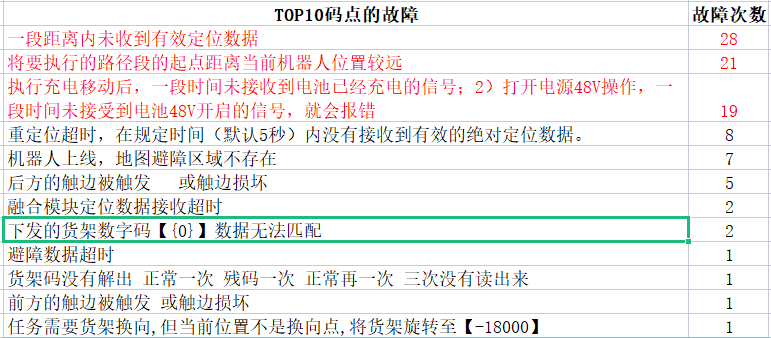 TOP10码点的故障 故障次数
一段距离内未收到有效定位数据 28
将要执行的路径段的起点距离当前机器人位置较远 21
执行充电移动后，一段时间未接收到电池已经充电的信号；2）打开电源48V操作，一
段时间未接受到电池48V开启的信号，就会报错 19
重定位超时，在规定时间（默认5秒）内没有接收到有效的绝对定位数据。 8
机器人上线，地图避障区域不存在 7
后方的触边被触发 或触边损坏 5
融合模块定位数据接收超时 2
下发的货架数字码【{0}】数据无法匹配 2
避障数据超时 1
货架码没有解出 正常一次 残码一次 正常再一次 三次没有读出来 1
前方的触边被触发 或触边损坏 1
任务需要货架换向,但当前位置不是换向点,将货架旋转至【-18000】 1